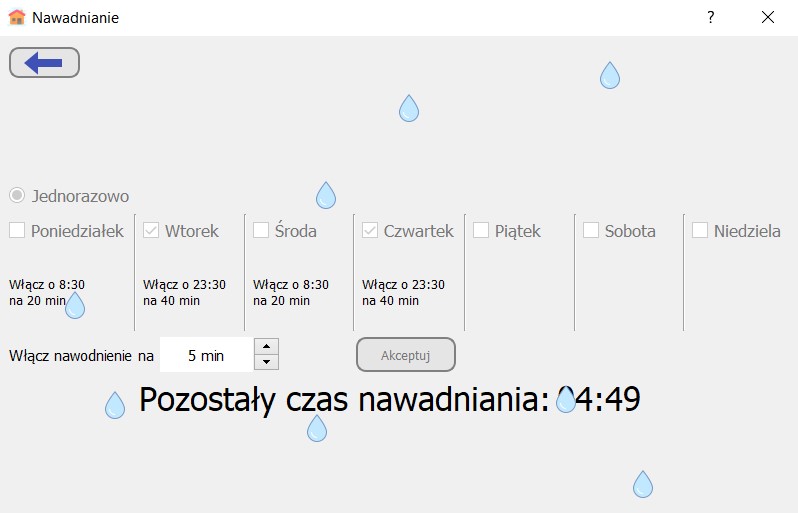 Nawadnianie
Jednorazowo
Poniedziałek Wtorek Środa Czwartek Piątek Sobota Niedziela
Włącz o 8:30 Włącz o 23:30 Włącz o 8:30 Włącz o 23:30
na 20 min na 40 min na 20 min na 40 min
Włącz nawodnienie na 5 min Akceptuj
Pozostały czas nawadniania: 04:49